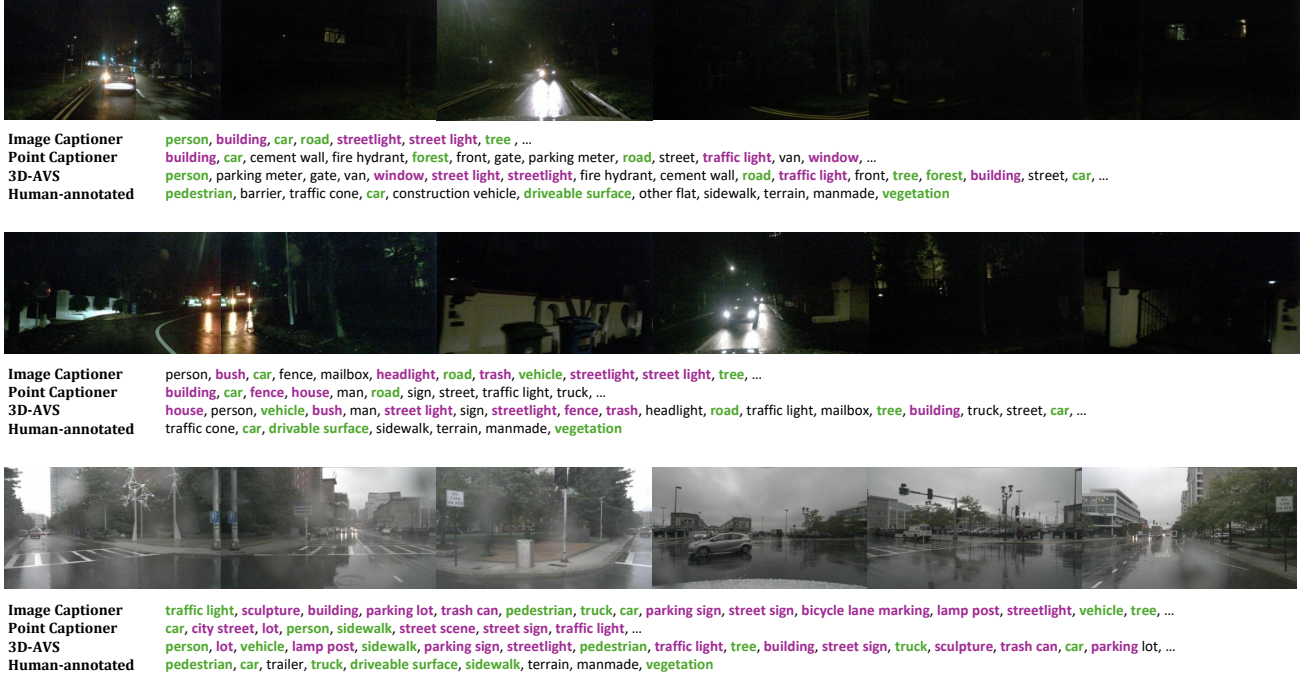 Image Captioner person, building, car, road, streetlight, street light, tree , ...
Point Captioner building, car, cement wall, fire hydrant, forest, front, gate, parking meter, road, street, traffic light, van, window, ...
3D-AVS person, parking meter, gate, van, window, street light, streetlight, fire hydrant, cement wall, road, traffic light, front, tree, forest, building, street, car, ...
Human-annotated pedestrian, barrier, traffic cone, car, construction vehicle, driveable surface, other flat, sidewalk, terrain, manmade, vegetation
Image Captioner person, bush, car, fence, mailbox, headlight, road, trash, vehicle, streetlight, street light, tree, ...
Point Captioner building, car, fence, house, man, road, sign, street, traffic light, truck, ...
3D-AVS house, person, vehicle, bush, man, street light, sign, streetlight, fence, trash, headlight, road, traffic light, mailbox, tree, building, truck, street, car, ...
Human-annotated traffic cone, car, drivable surface, sidewalk, terrain, manmade, vegetation
Image Captioner traffic light, sculpture, building, parking lot, trash can, pedestrian, truck, car, parking sign, street sign, bicycle lane marking, lamp post, streetlight, vehicle, tree, ...
Point Captioner car, city street, lot, person, sidewalk, street scene, street sign, traffic light, ...
3D-AVS person, lot, vehicle, lamp post, sidewalk, parking sign, streetlight, pedestrian, traffic light, tree, building, street sign, truck, sculpture, trash can, car, parking lot, ...
Human-annotated pedestrian, car, trailer, truck, driveable surface, sidewalk, terrain, manmade, vegetation